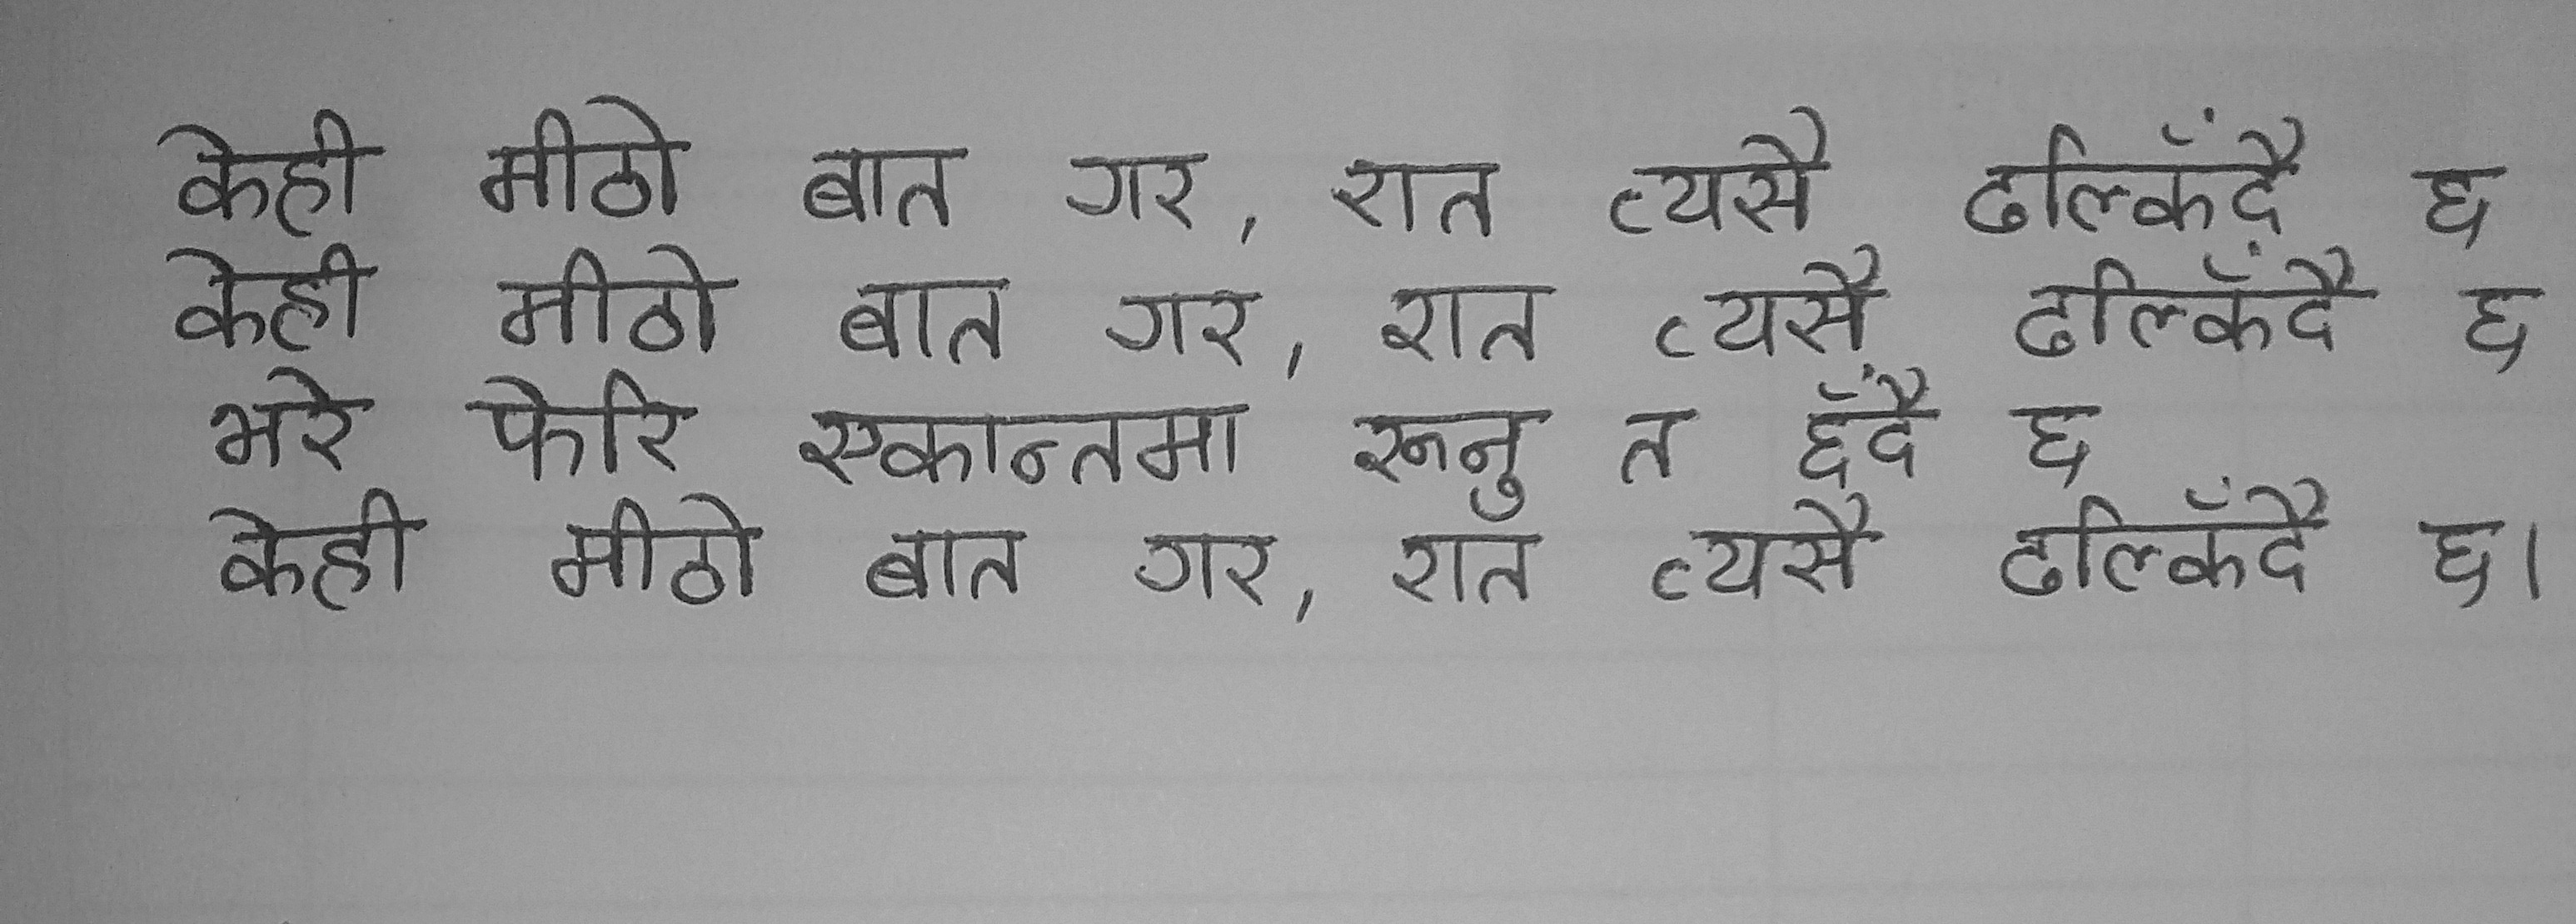 केही मीठो बात गर, रात त्यसै ढल्किँदै छ
केही मीठो बात गर, रात त्यसै ढल्किँदै छ
भरे फेरि एकान्तमा रूनु त छँदै छ
केही मीठो बात गर, रात त्यसै ढल्किँदै छ।